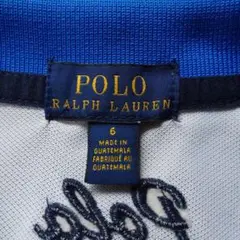 POLO
RALPH LAUREN
6
MADE IN
GUATEMALA
FABRIQUÉ AU
GUATEMALA